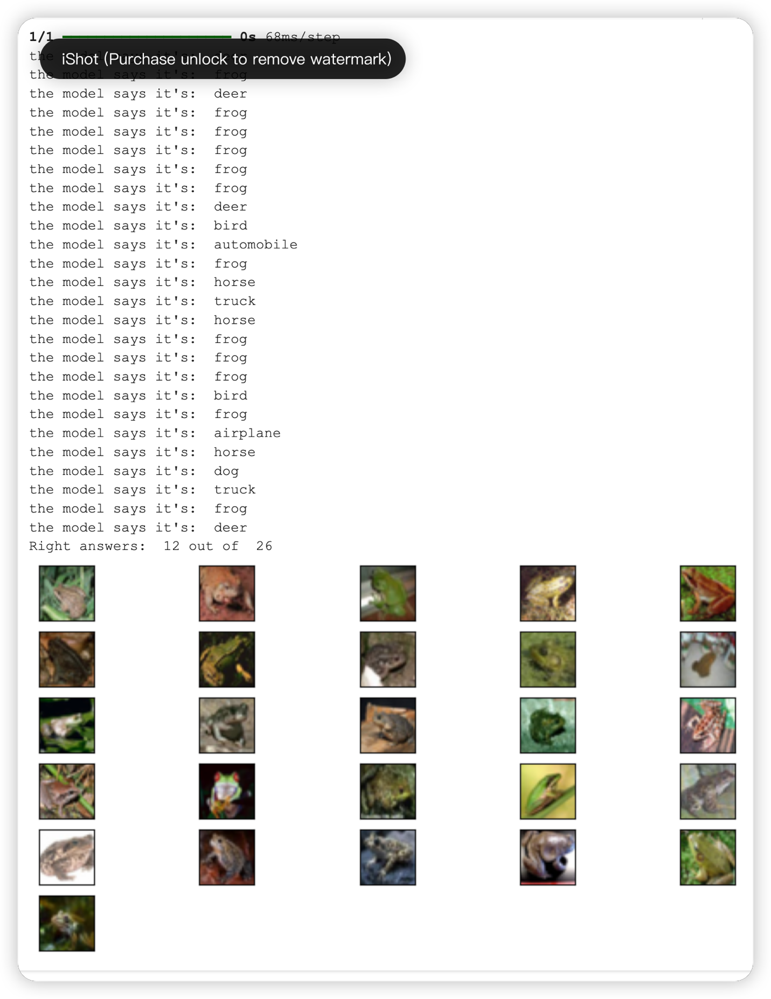 1/1 ━━━━━━━━━━━━━━━━━━━━ 0s 68ms/step
iShot (Purchase unlock to remove watermark)
the model says it's:  deer
the model says it's:  frog
the model says it's:  deer
the model says it's:  frog
the model says it's:  frog
the model says it's:  frog
the model says it's:  frog
the model says it's:  frog
the model says it's:  deer
the model says it's:  bird
the model says it's:  automobile
the model says it's:  frog
the model says it's:  horse
the model says it's:  truck
the model says it's:  horse
the model says it's:  frog
the model says it's:  frog
the model says it's:  frog
the model says it's:  bird
the model says it's:  frog
the model says it's:  airplane
the model says it's:  horse
the model says it's:  dog
the model says it's:  truck
the model says it's:  frog
the model says it's:  deer
Right answers:  12 out of  26